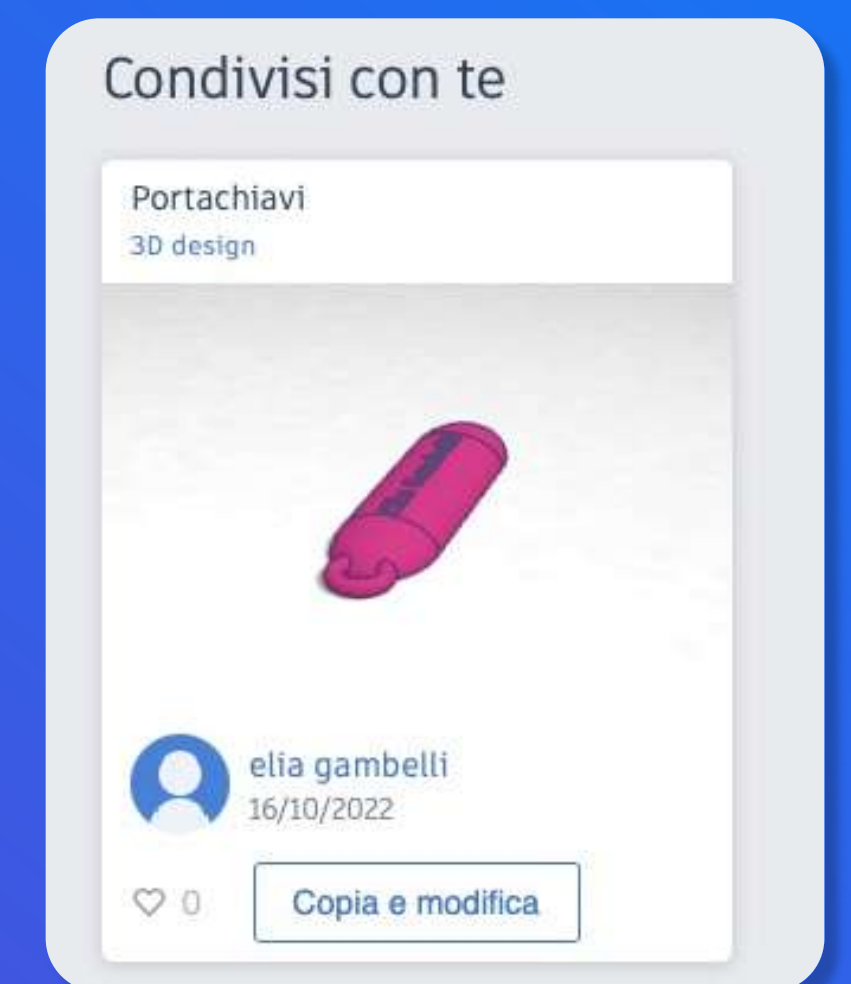 Condivisi con te
Portachiavi
3D design
elia gambelli
16/10/2022
0
Copia e modifica